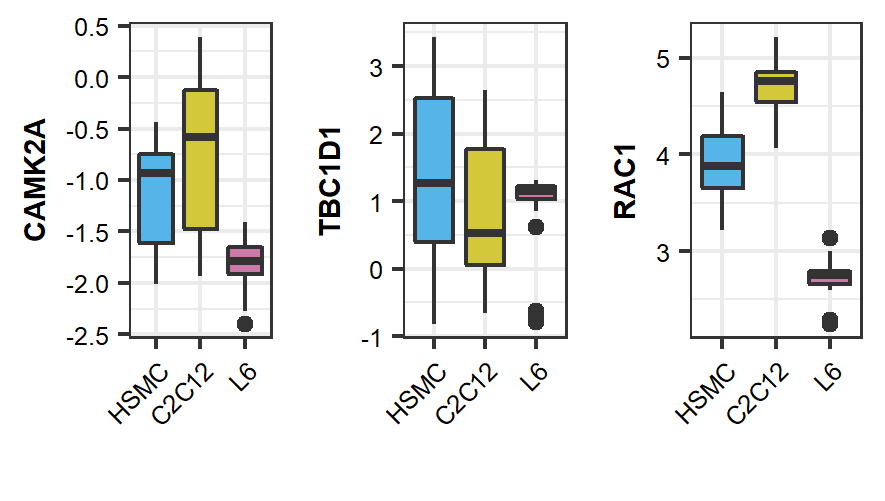 CAMK2A
0.5
0.0
-0.5
-1.0
-1.5
-2.0
-2.5
HSMC
C2C12
L6
TBC1D1
3
2
1
0
-1
HSMC
C2C12
L6
RAC1
5
4
3
HSMC
C2C12
L6